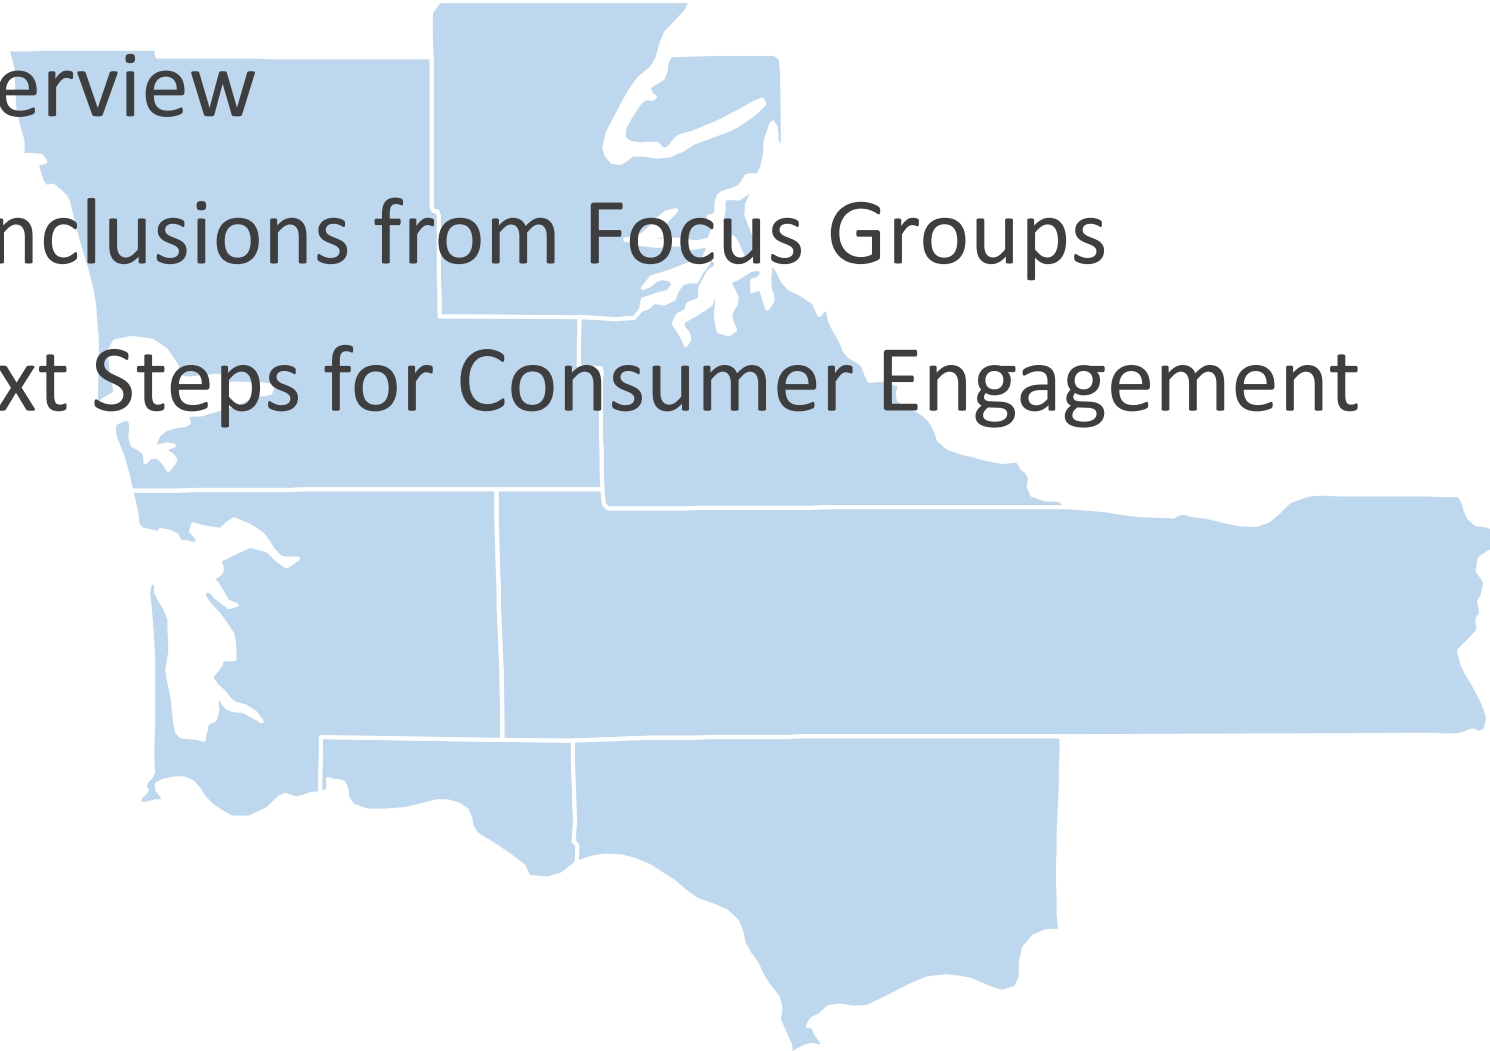 erview
nclusions from Focus Groups
xt Steps for Consumer Engagement